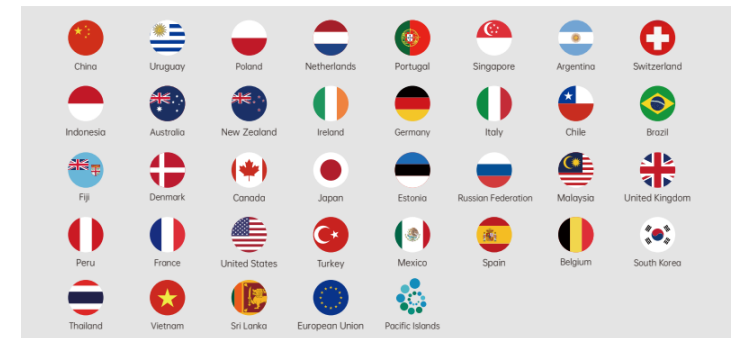 China Uruguay Poland Netherlands Portugal Singapore Argentina Switzerland
Indonesia Australia New Zealand Ireland Germany Italy Chile Brazil
Fiji Denmark Canada Japan Estonia Russian Federation Malaysia United Kingdom
Peru France United States Turkey Mexico Spain Belgium South Korea
Thailand Vietnam Sri Lanka European Union Pacific Islands